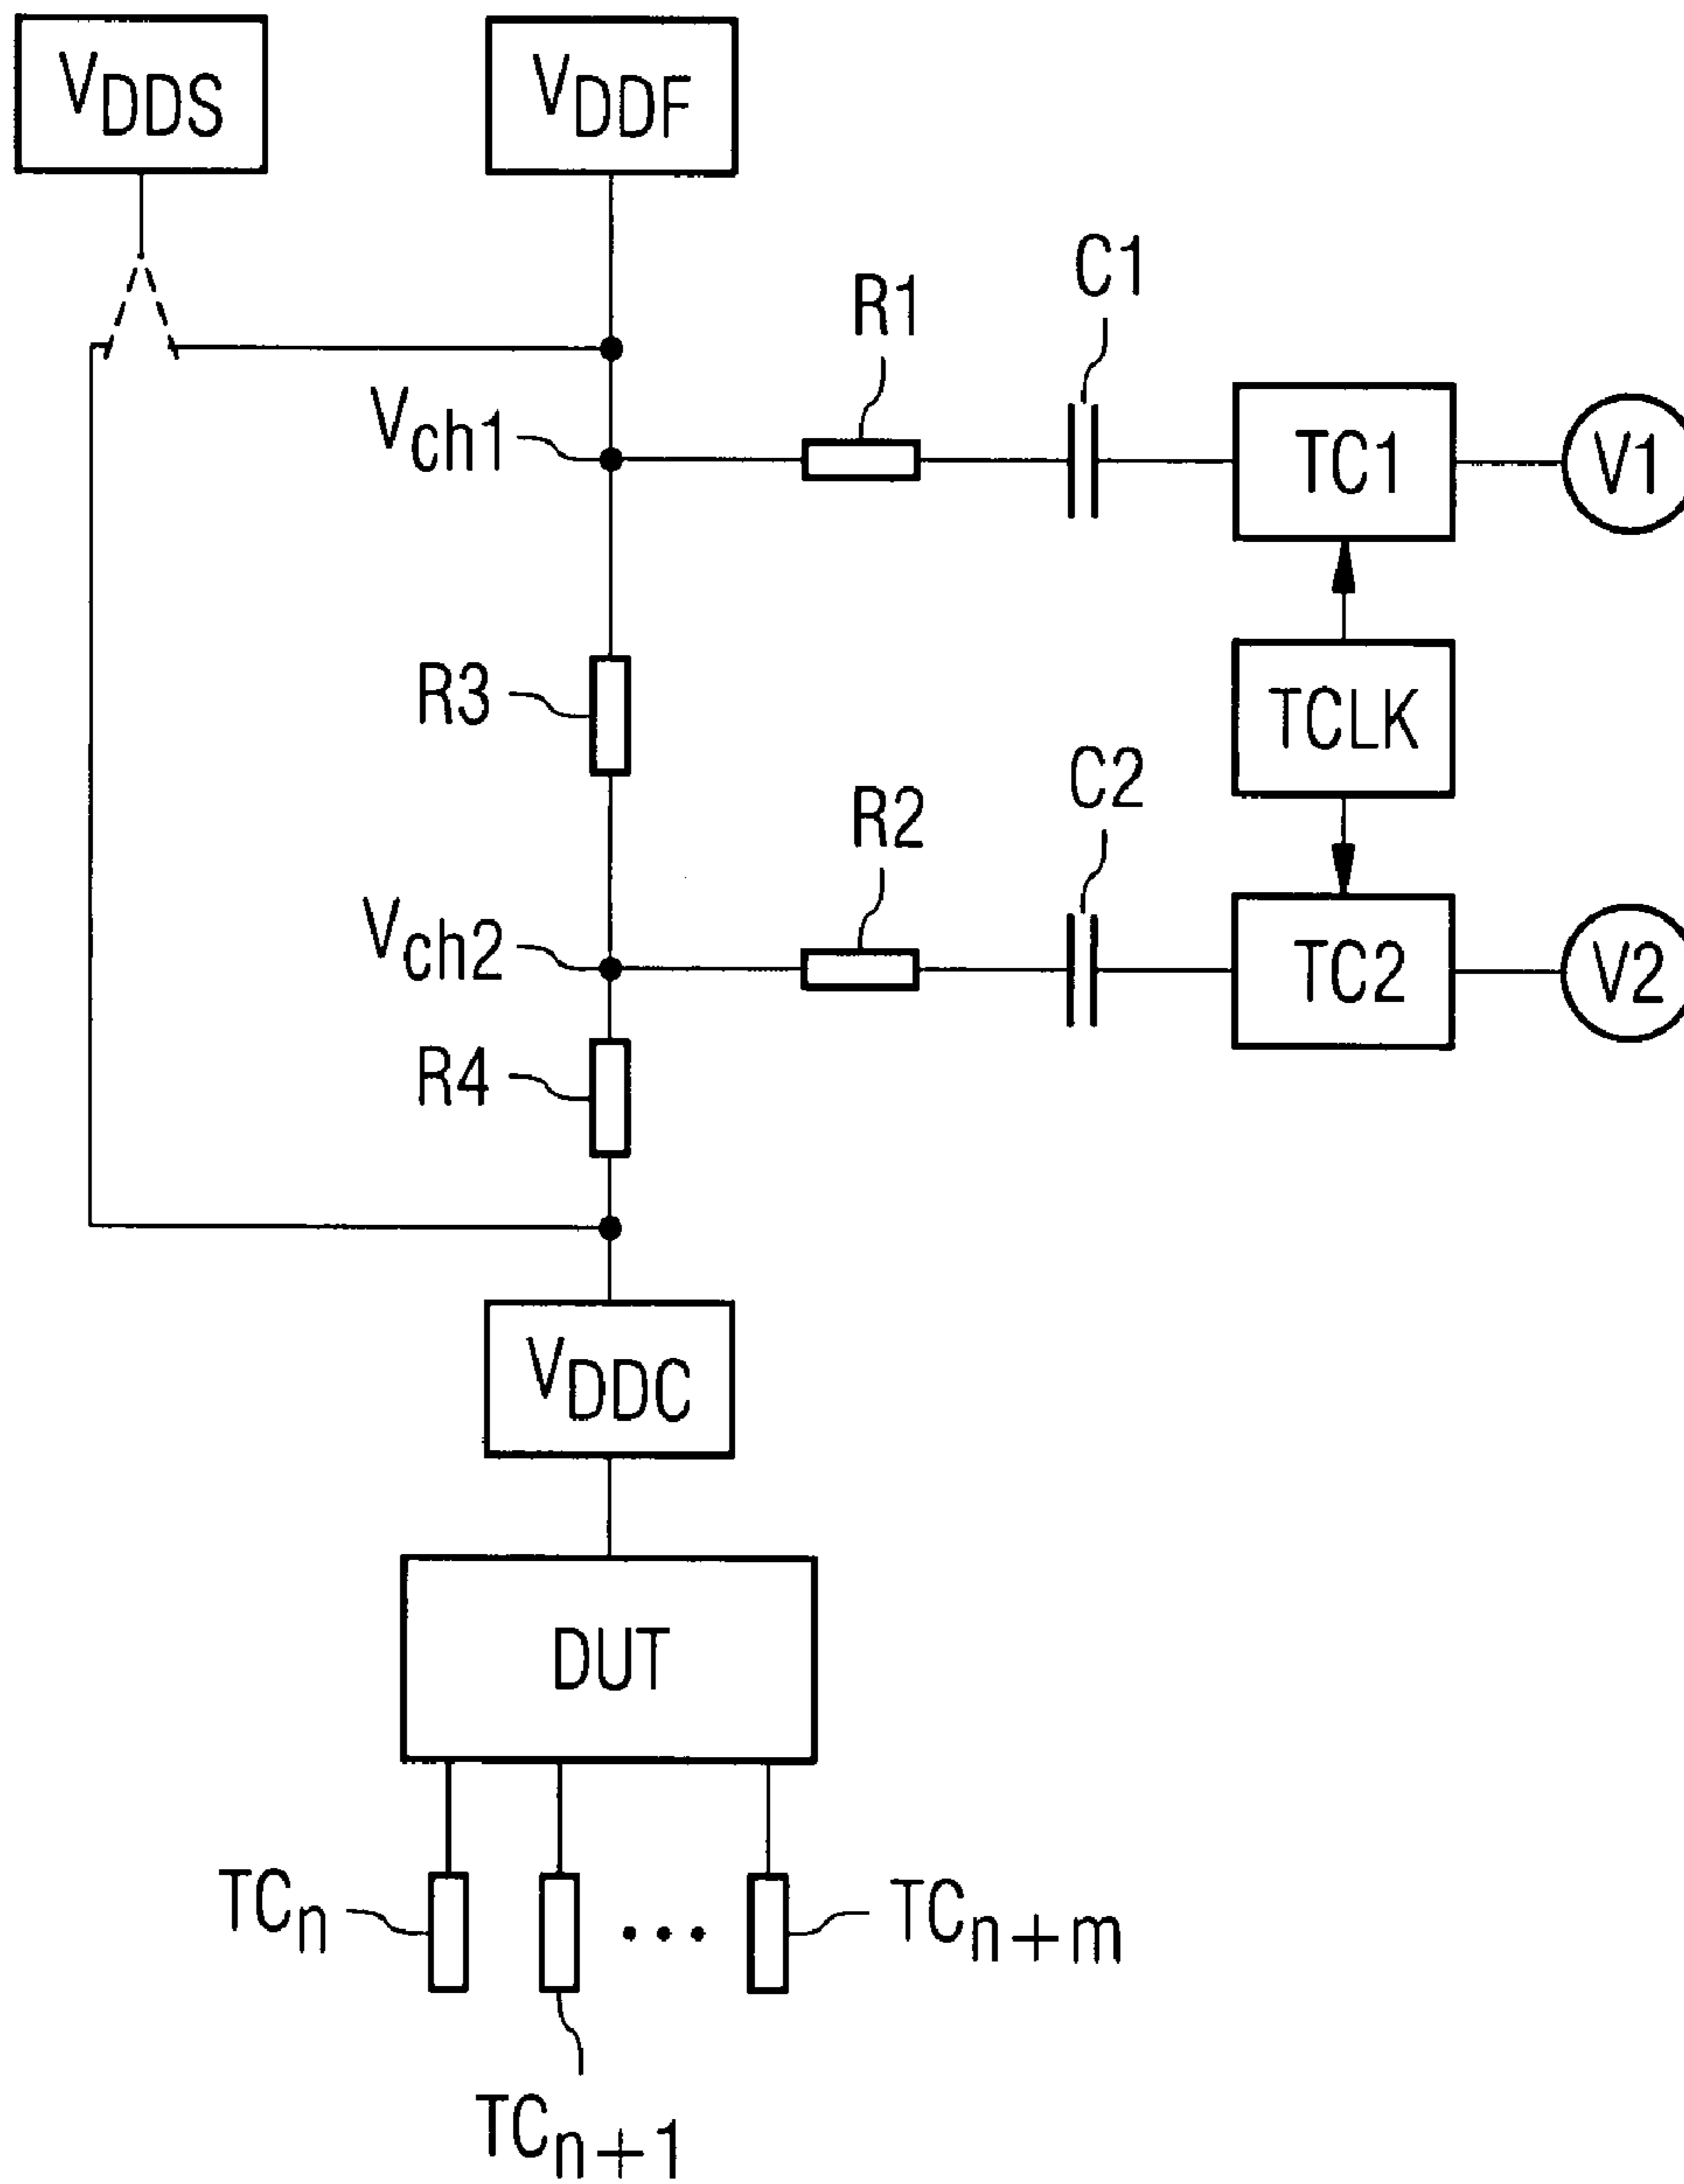 VDDS
VDDF
C1
R1
Vch1
TC1
V1
R3
TCLK
C2
R2
Vch2
TC2
V2
R4
VDDC
DUT
TCn
TCn+m
TCn+1